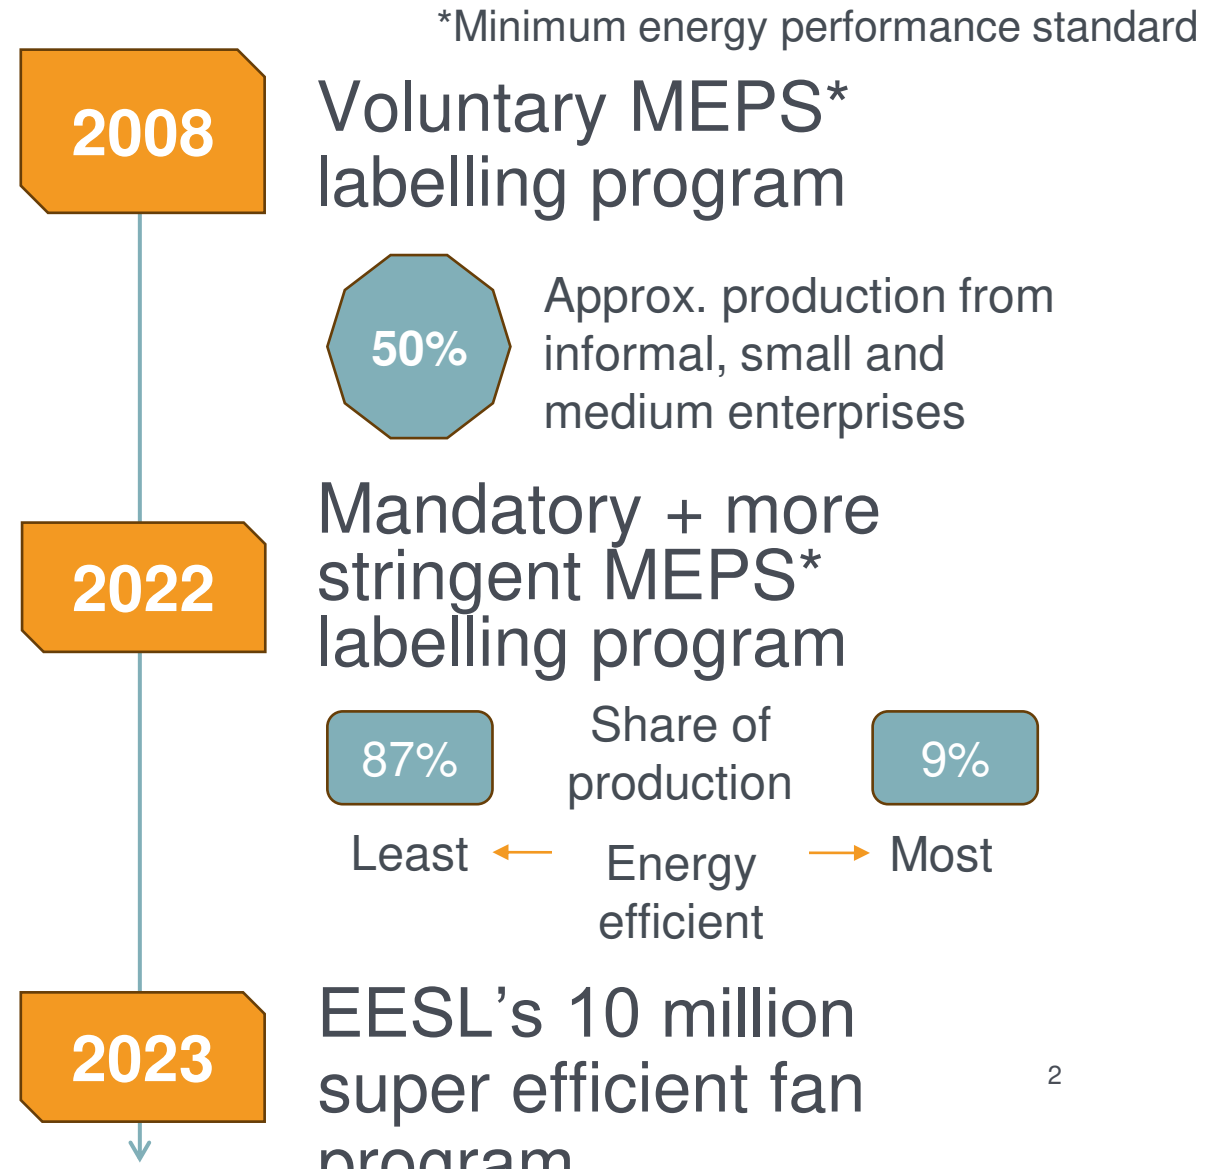 *Minimum energy performance standard
2008
Voluntary MEPS*
labelling program
50%
Approx. production from
informal, small and
medium enterprises
2022
Mandatory + more
stringent MEPS*
labelling program
87%
Share of
production
9%
Least
Energy
efficient
Most
2023
EESL’s 10 million
super efficient fan
program
2